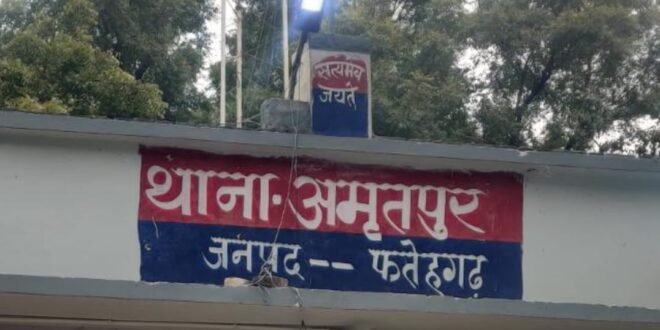 सत्यमेव
जयते
थाना-अमृतपुर
जनपद -- फतेहगढ़